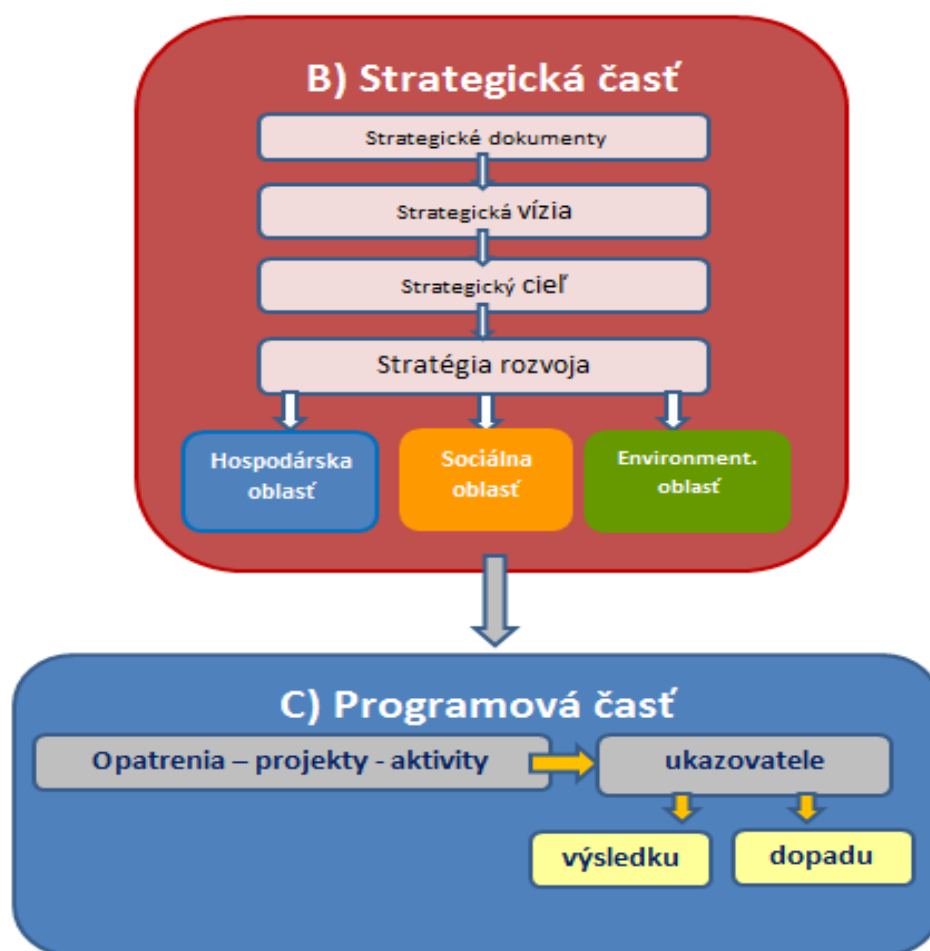 B) Strategická časť
Strategické dokumenty
Strategická vízia
Strategický cieľ
Stratégia rozvoja
Hospodárska
oblasť
Sociálna
oblasť
Environment.
oblasť
C) Programová časť
Opatrenia – projekty - aktivity
ukazovatele
výsledku
dopadu